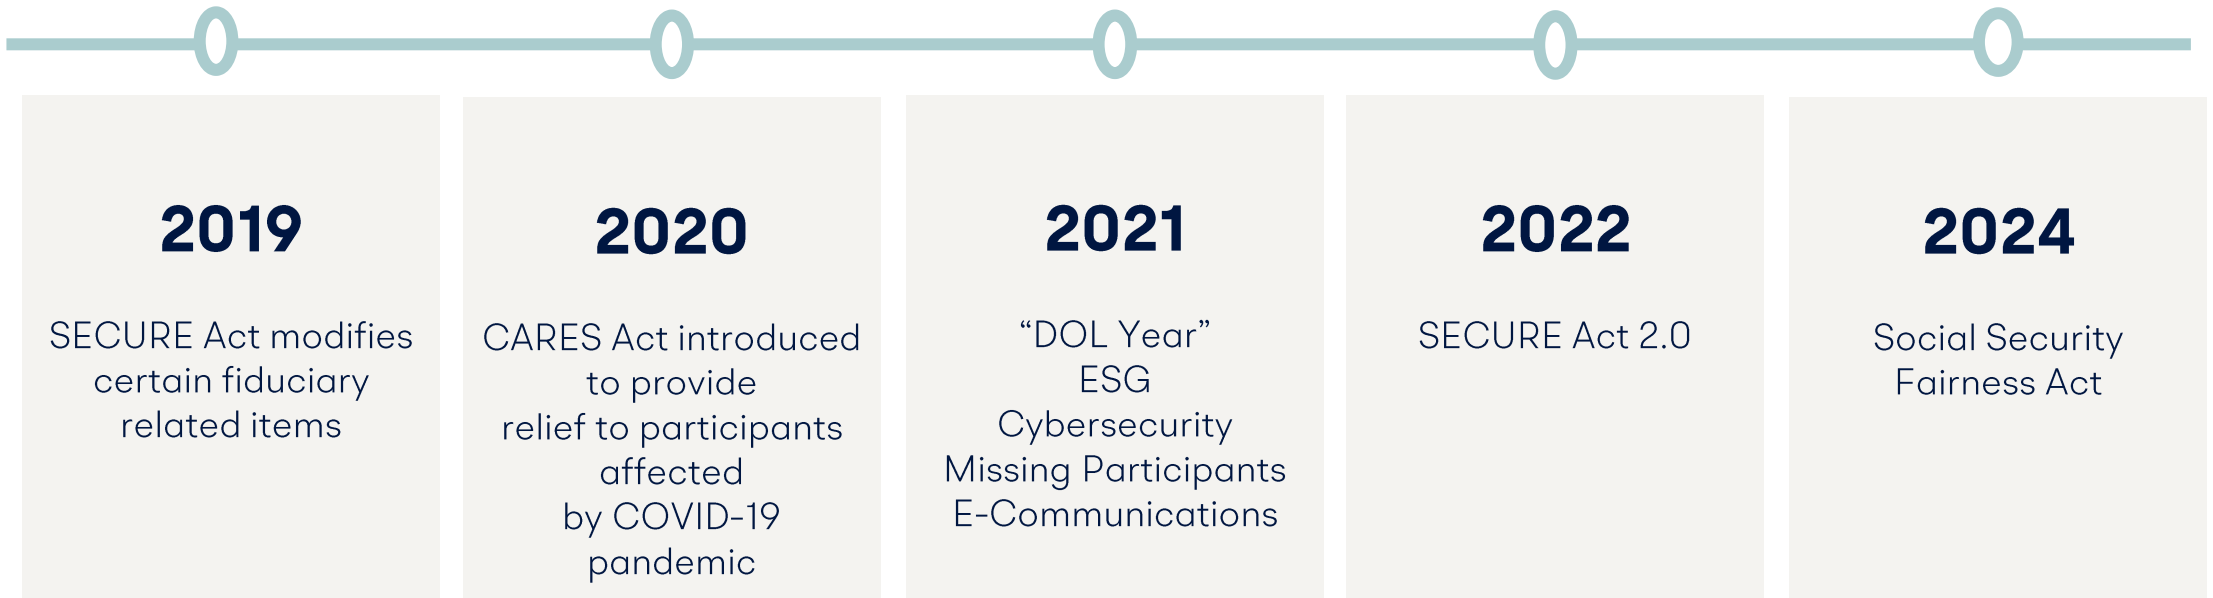 2019
SECURE Act modifies
certain fiduciary
related items
2020
CARES Act introduced
to provide
relief to participants
affected
by COVID-19
pandemic
2021
“DOL Year”
ESG
Cybersecurity
Missing Participants
E-Communications
2022
SECURE Act 2.0
2024
Social Security
Fairness Act